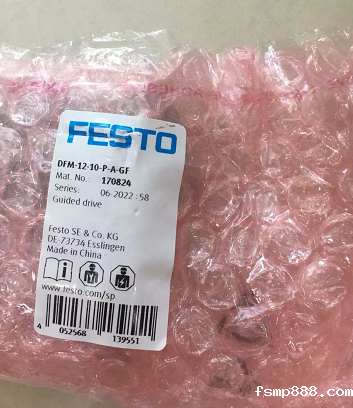 FESTO
DFM-12-10-P-A-GF
Mat. No.: 170824
Series: 06-2022 : 58
Guided drive
Festo SE & Co. KG
DE-73734 Esslingen
Made in China
www.festo.com/sp
4 052568 139551
fsmp888.com